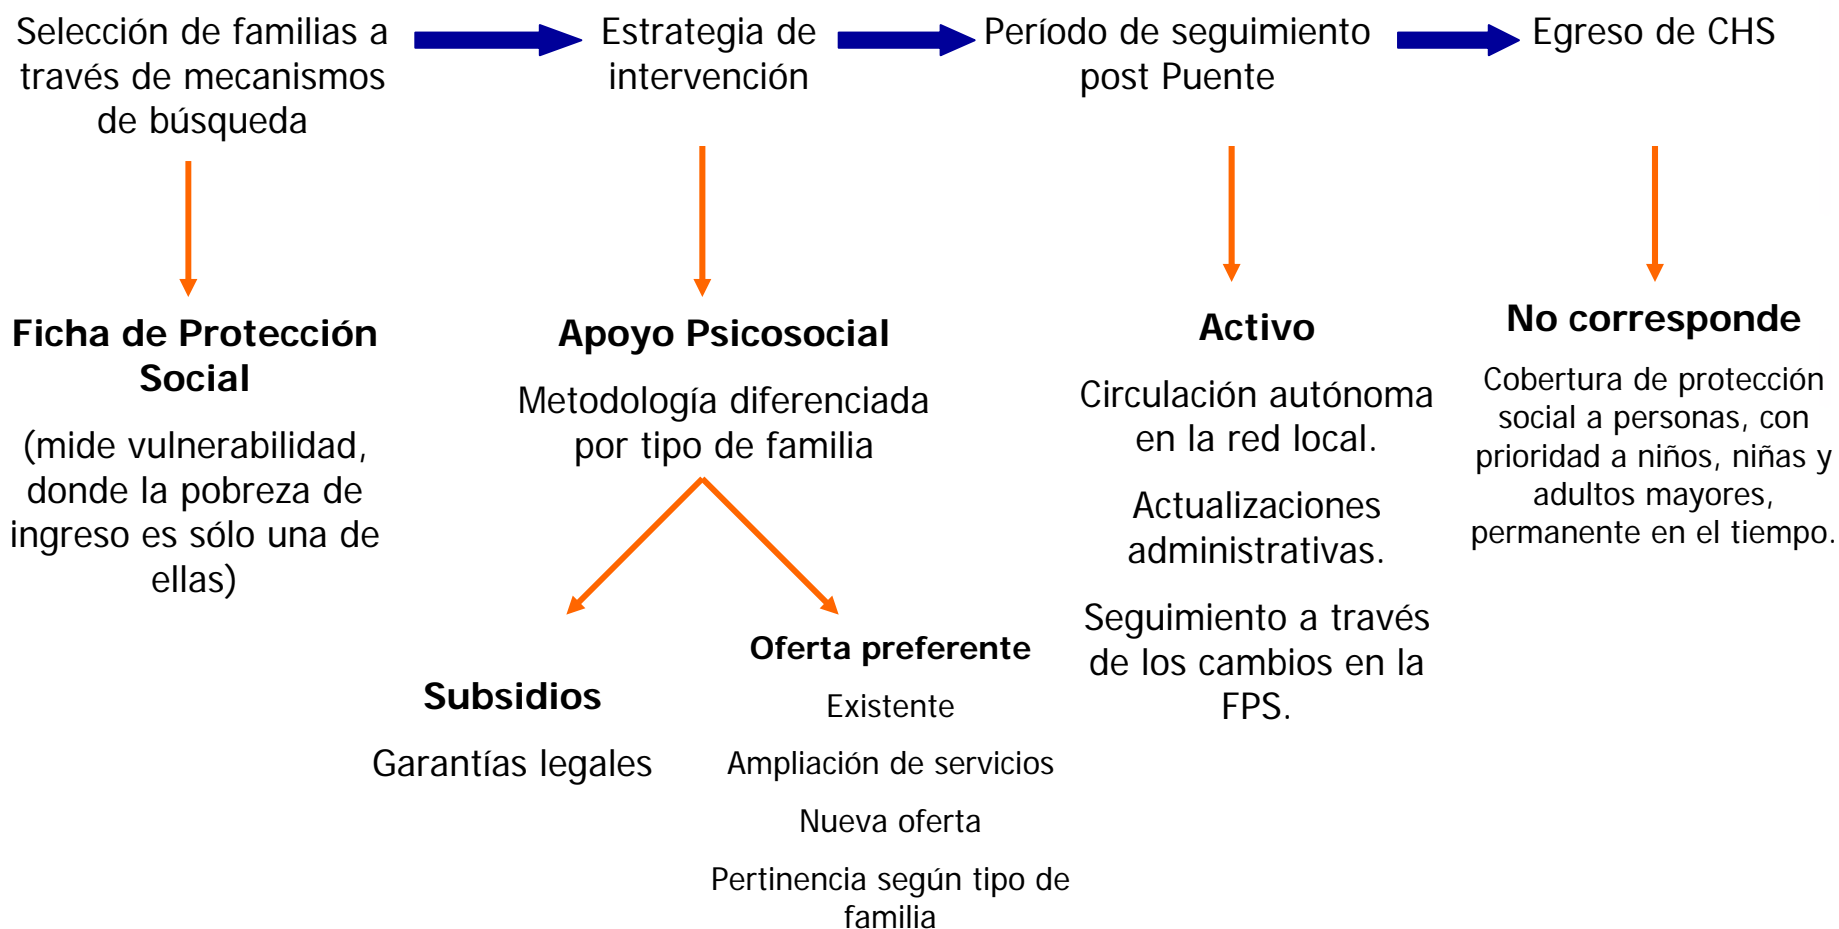 Selección de familias a
través de mecanismos
de búsqueda
Estrategia de
intervención
Período de seguimiento
post Puente
Egreso de CHS
Ficha de Protección
Social
(mide vulnerabilidad,
donde la pobreza de
ingreso es sólo una de
ellas)
Apoyo Psicosocial
Metodología diferenciada
por tipo de familia
Subsidios
Garantías legales
Oferta preferente
Existente
Ampliación de servicios
Nueva oferta
Pertinencia según tipo de
familia
Activo
Circulación autónoma
en la red local.
Actualizaciones
administrativas.
Seguimiento a través
de los cambios en la
FPS.
No corresponde
Cobertura de protección
social a personas, con
prioridad a niños, niñas y
adultos mayores,
permanente en el tiempo.